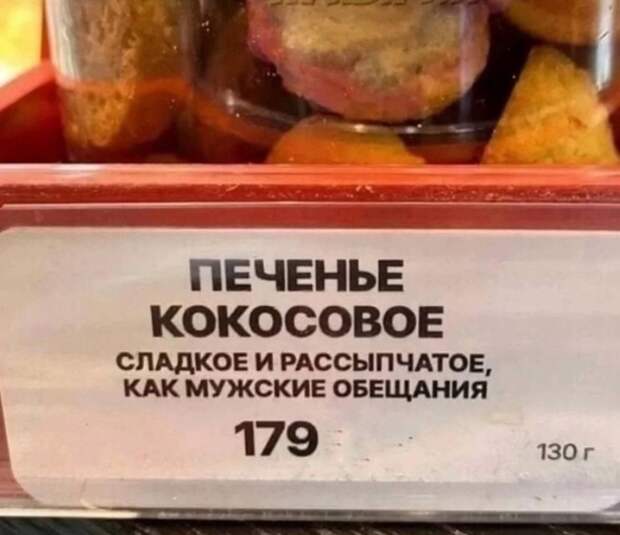 ПЕЧЕНЬЕ
КОКОСОВОЕ
СЛАДКОЕ И РАССЫПЧАТОЕ,
КАК МУЖСКИЕ ОБЕЩАНИЯ
179
130 г